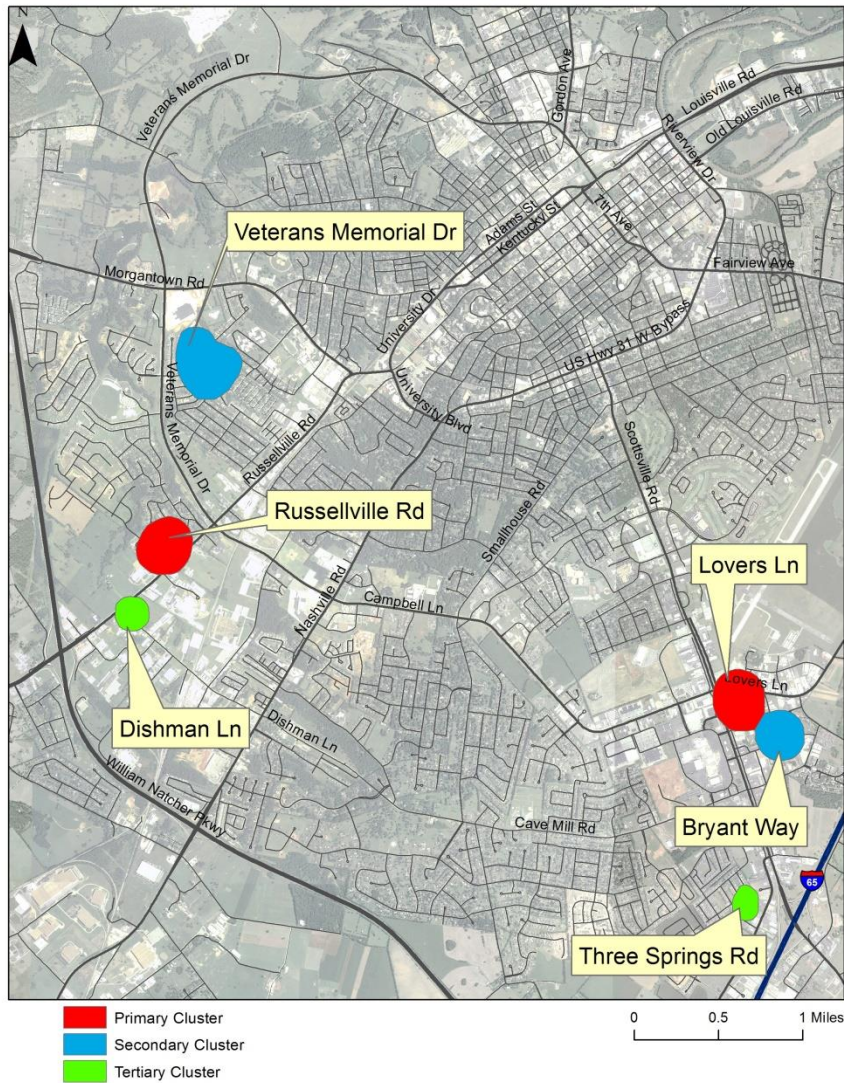 N
Veterans Memorial Dr
Gordon Ave
Louisville Rd
Old Louisville Rd
Riverview Dr
Adams St
Kentucky St
7th Ave
Veterans Memorial Dr
Morgantown Rd
Fairview Ave
University Dr
US Hwy 31 W Bypass
Veterans Memorial Dr
University Blvd
Russellville Rd
Scottsville Rd
Smallhouse Rd
Russellville Rd
Lovers Ln
Nashville Rd
Campbell Ln
Lovers Ln
Dishman Ln
Dishman Ln
William Natcher Pkwy
Cave Mill Rd
Bryant Way
65
Three Springs Rd
Primary Cluster
Secondary Cluster
Tertiary Cluster
0 0.5 1 Miles